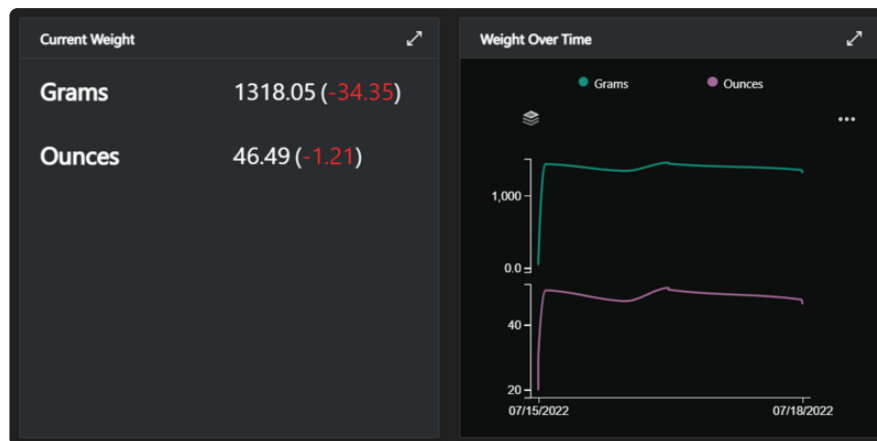 Current Weight
Grams 1318.05 (-34.35)
Ounces 46.49 (-1.21)
Weight Over Time
Grams Ounces
1,000
0.0
40
20
07/15/2022 07/18/2022